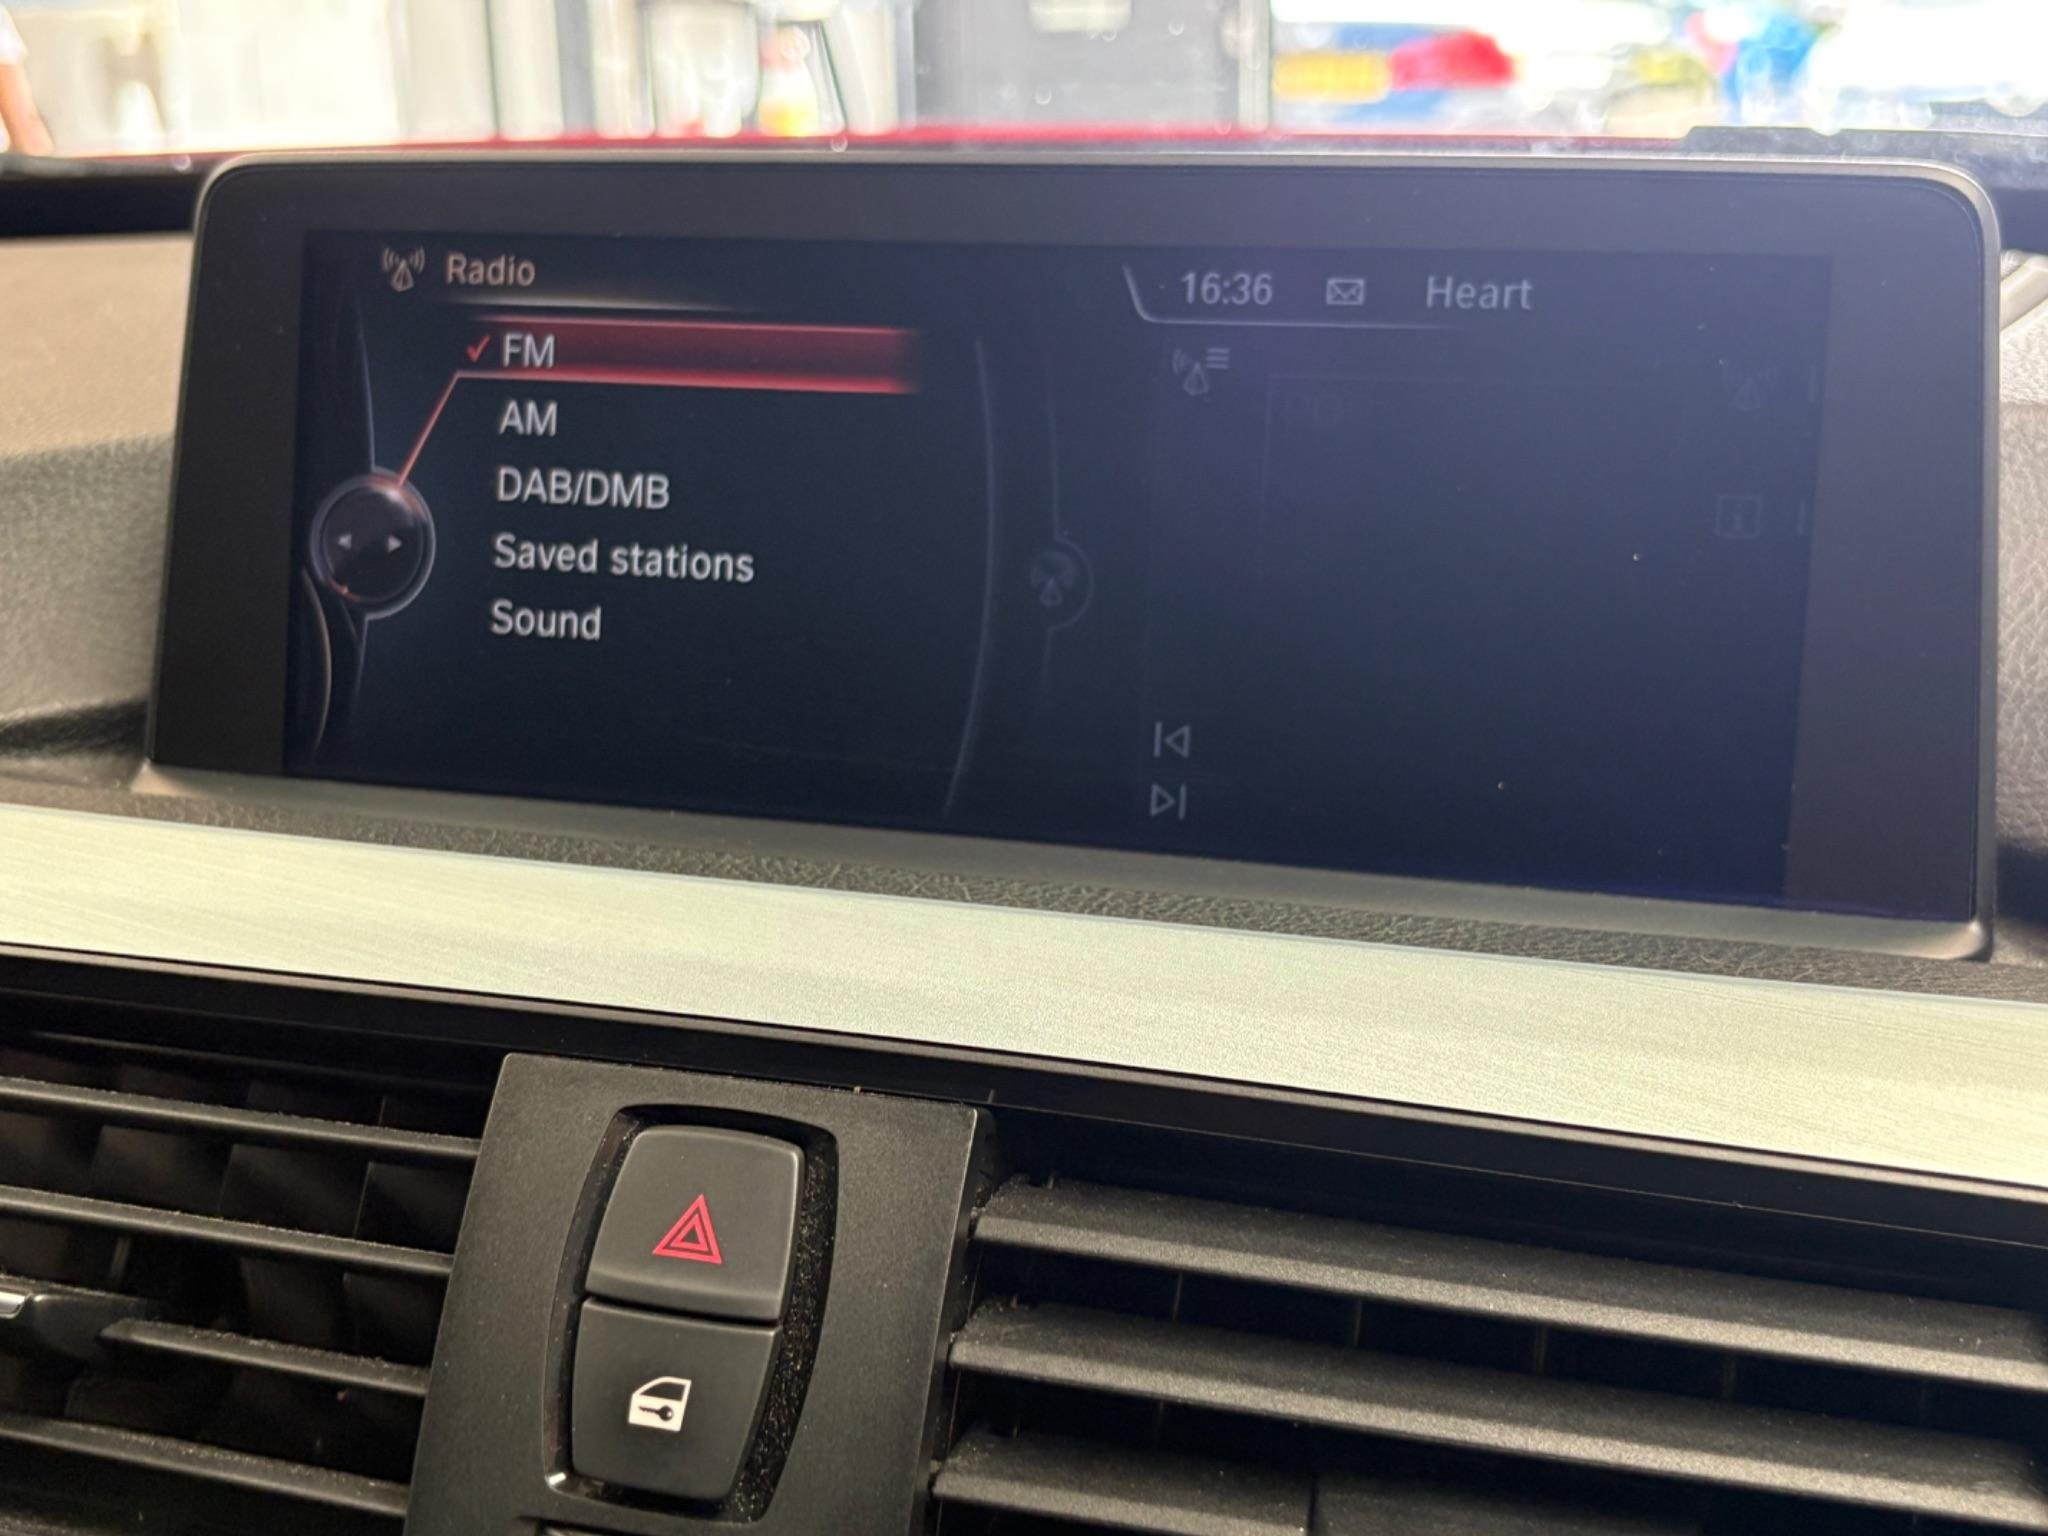 Radio
16:36 Heart
FM
AM
DAB/DMB
Saved stations
Sound